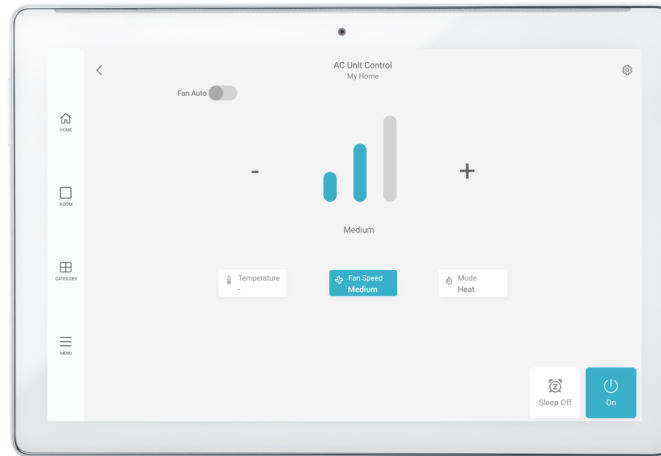 AC Unit Control
My Home
Fan Auto
HOME
-
+
ROOM
Medium
CATEGORY
Temperature
-
Fan Speed
Medium
Mode
Heat
MENU
Sleep Off
On